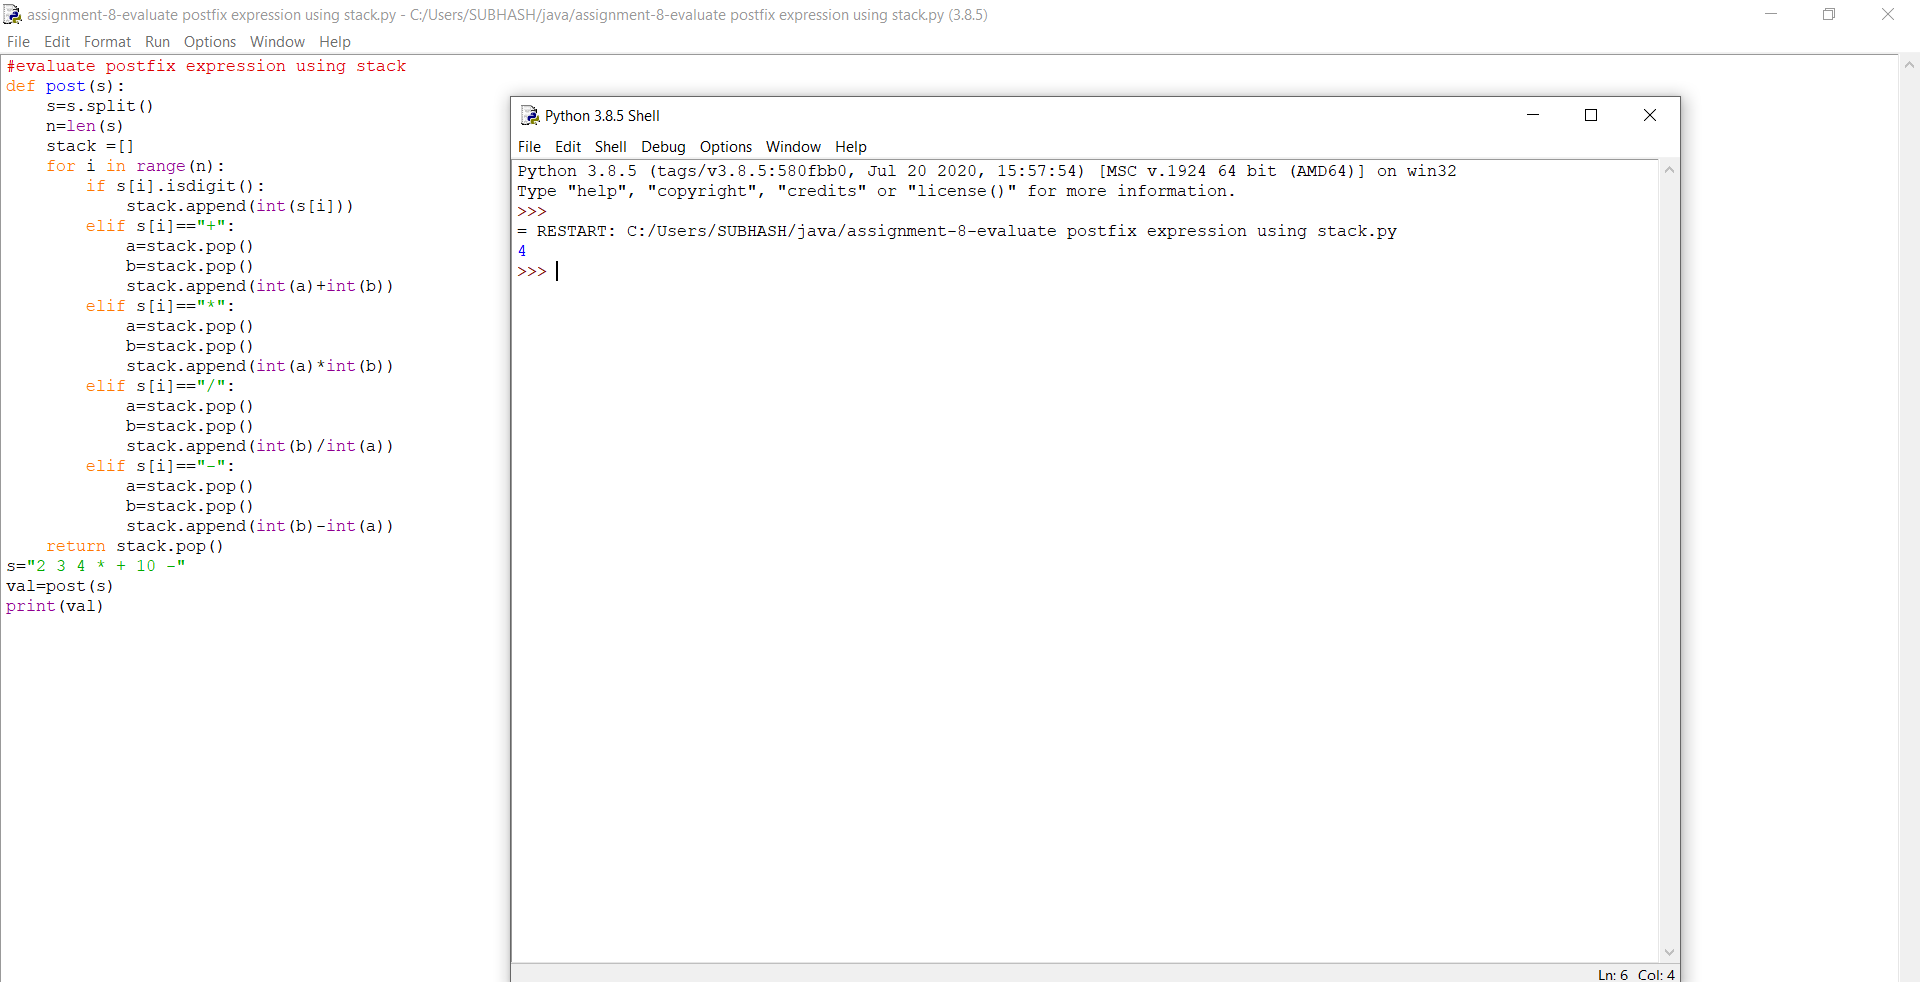 assignment-8-evaluate postfix expression using stack.py - C:/Users/SUBHASH/java/assignment-8-evaluate postfix expression using stack.py (3.8.5)
File Edit Format Run Options Window Help
#evaluate postfix expression using stack
def post(s):
    s=s.split()
    n=len(s)
    stack =[]
    for i in range(n):
        if s[i].isdigit():
            stack.append(int(s[i]))
        elif s[i]=="+":
            a=stack.pop()
            b=stack.pop()
            stack.append(int(a)+int(b))
        elif s[i]=="*":
            a=stack.pop()
            b=stack.pop()
            stack.append(int(a)*int(b))
        elif s[i]=="/":
            a=stack.pop()
            b=stack.pop()
            stack.append(int(b)/int(a))
        elif s[i]=="-":
            a=stack.pop()
            b=stack.pop()
            stack.append(int(b)-int(a))
    return stack.pop()
s="2 3 4 * + 10 -"
val=post(s)
print(val)
Python 3.8.5 Shell
File Edit Shell Debug Options Window Help
Python 3.8.5 (tags/v3.8.5:580fbb0, Jul 20 2020, 15:57:54) [MSC v.1924 64 bit (AMD64)] on win32
Type "help", "copyright", "credits" or "license()" for more information.
>>>
= RESTART: C:/Users/SUBHASH/java/assignment-8-evaluate postfix expression using stack.py
4
>>>
Ln: 6 Col: 4